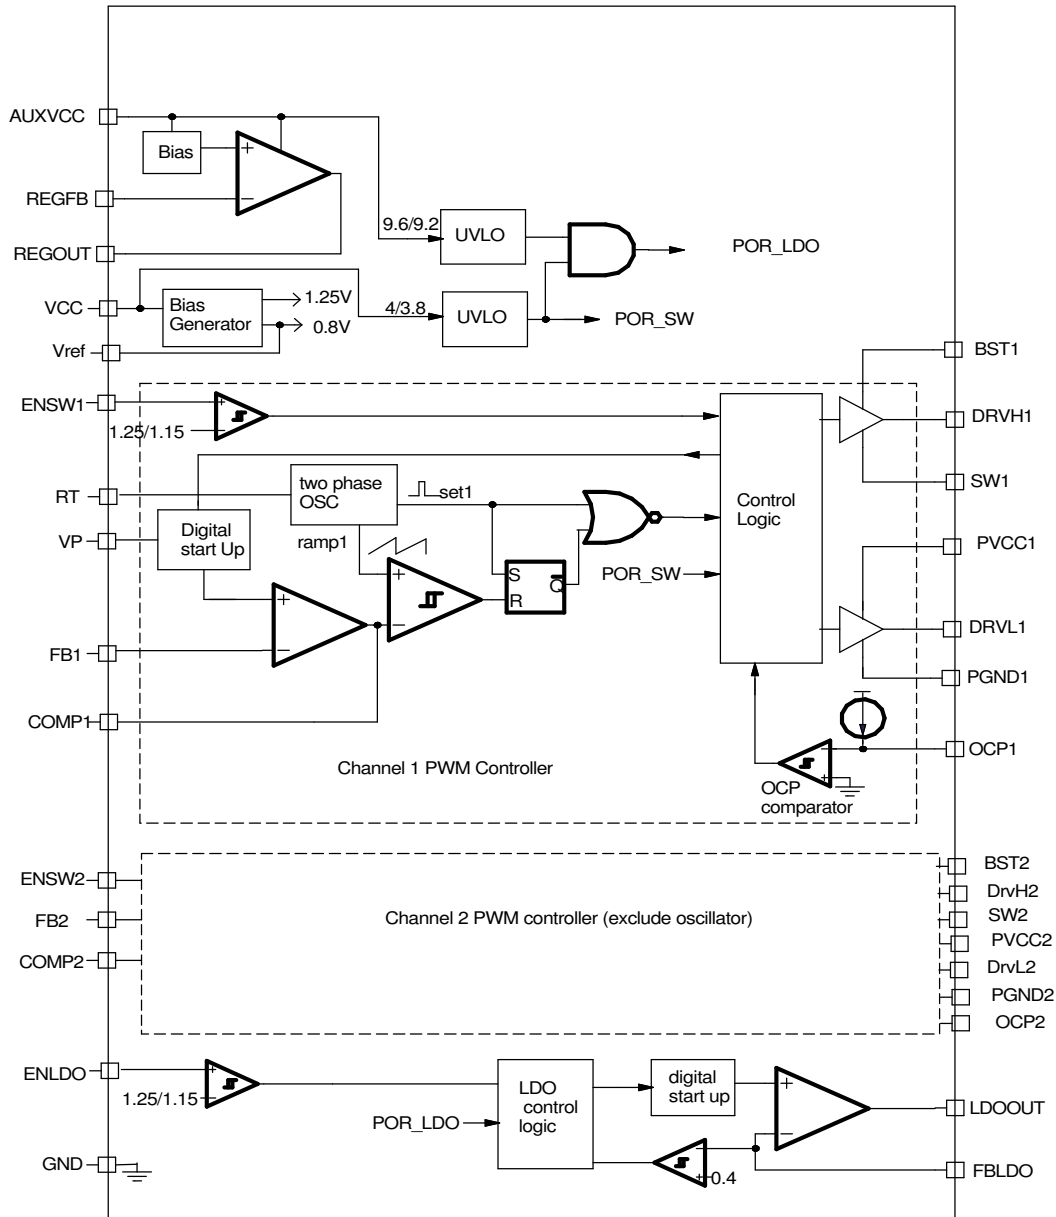 AUXVCC
Bias
+
−
REGFB
REGOUT
9.6/9.2
UVLO
POR_LDO
VCC
Bias
Generator
1.25V
0.8V
4/3.8
UVLO
POR_SW
Vref
BST1
ENSW1
+
1.25/1.15
DRVH1
SW1
RT
two phase
OSC
set1
Control
Logic
VP
Digital
start Up
ramp1
PVCC1
POR_SW
S
R
Q
+
−
+
−
DRVL1
FB1
PGND1
COMP1
OCP1
Channel 1 PWM Controller
+
OCP
comparator
ENSW2
FB2
COMP2
Channel 2 PWM controller (exclude oscillator)
BST2
DrvH2
SW2
PVCC2
DrvL2
PGND2
OCP2
ENLDO
+
1.25/1.15
LDO
control
logic
digital
start up
+
−
LDOOUT
POR_LDO
+
0.4
GND
FBLDO